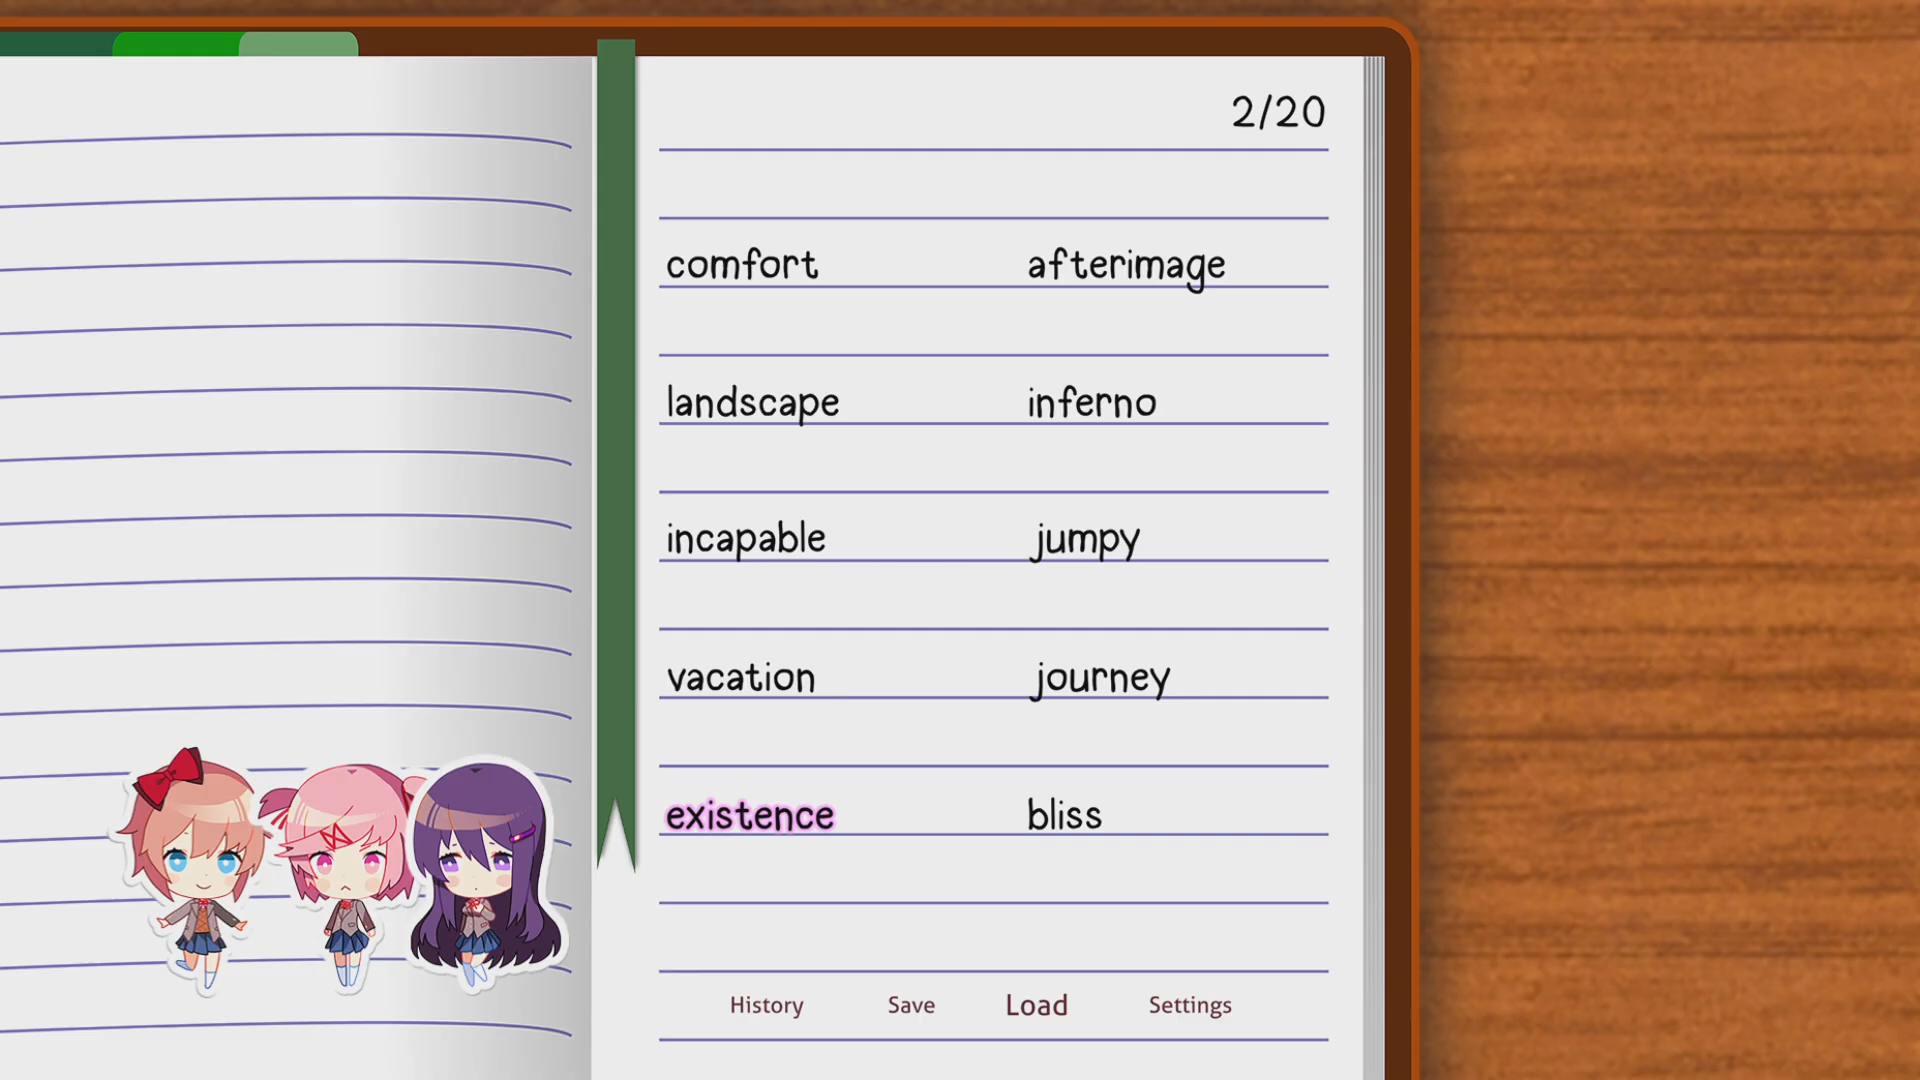 2/20
comfort afterimage
landscape inferno
incapable jumpy
vacation journey
existence bliss
History Save Load Settings